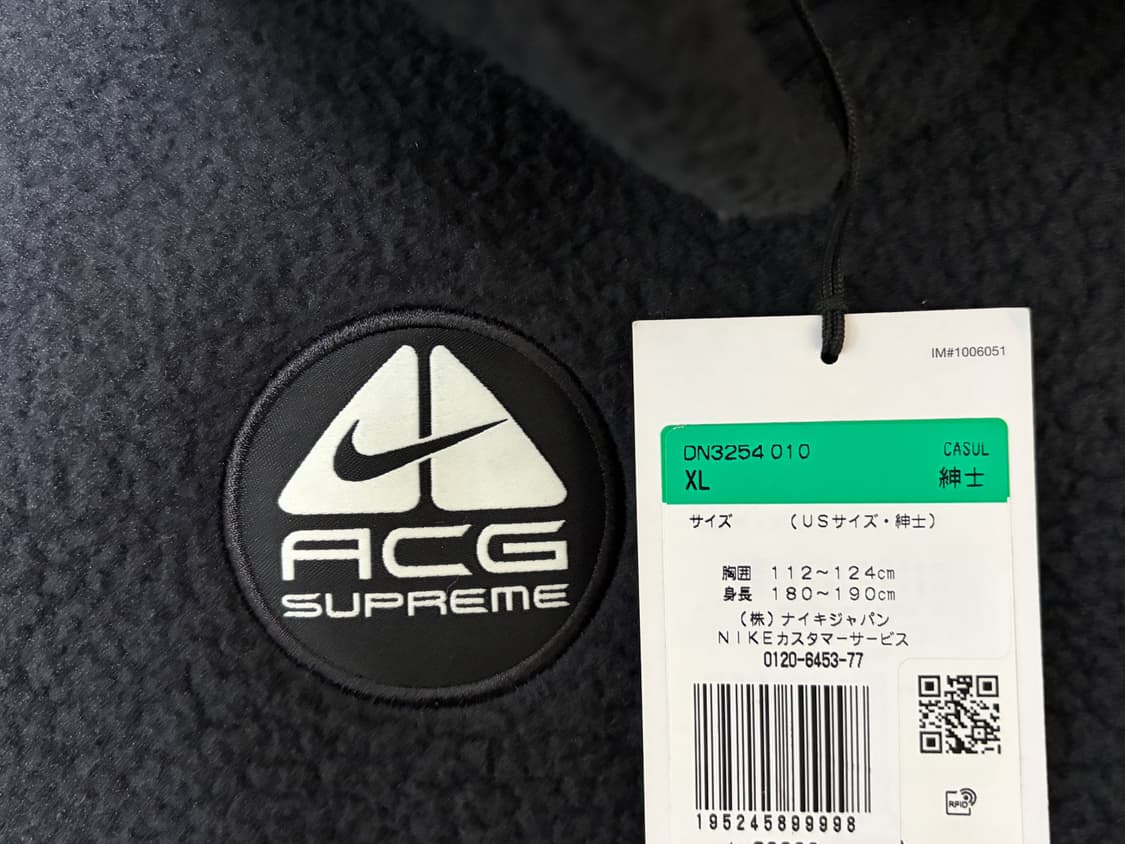 ACG
SUPREME
IM#1006051
DN3254 010 CASUL
XL 紳士
サイズ (USサイズ・紳士)
胸囲 112~124cm
身長 180~190cm
(株)ナイキジャパン
NIKEカスタマーサービス
0120-6453-77
RFID
195245899998